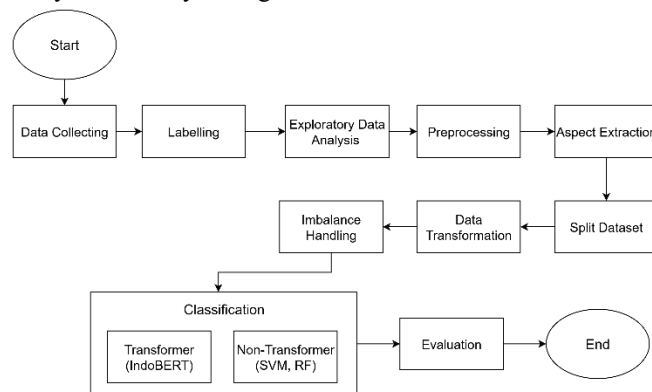 Start
Data Collecting
Labelling
Exploratory Data
Analysis
Preprocessing
Aspect Extraction
Imbalance
Handling
Data
Transformation
Split Dataset
Classification
Transformer
(IndoBERT)
Non-Transformer
(SVM, RF)
Evaluation
End